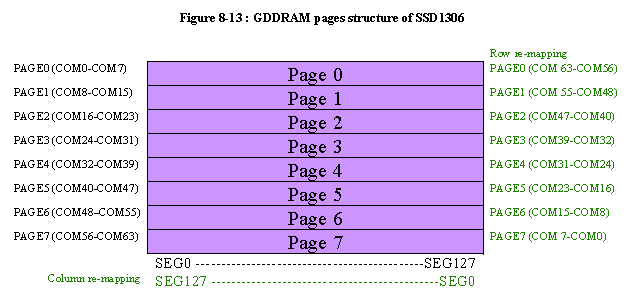 Figure 8-13 : GDDRAM pages structure of SSD1306
Row re-mapping
PAGE0 (COM0-COM7) Page 0 PAGE0 (COM 63-COM56)
PAGE1 (COM8-COM15) Page 1 PAGE1 (COM 55-COM48)
PAGE2 (COM16-COM23) Page 2 PAGE2 (COM47-COM40)
PAGE3 (COM24-COM31) Page 3 PAGE3 (COM39-COM32)
PAGE4 (COM32-COM39) Page 4 PAGE4 (COM31-COM24)
PAGE5 (COM40-COM47) Page 5 PAGE5 (COM23-COM16)
PAGE6 (COM48–COM55) Page 6 PAGE6 (COM15-COM8)
PAGE7 (COM56-COM63) Page 7 PAGE7 (COM 7-COM0)
SEG0 ---------------------------------------------SEG127
Column re-mapping SEG127 ---------------------------------------------SEG0